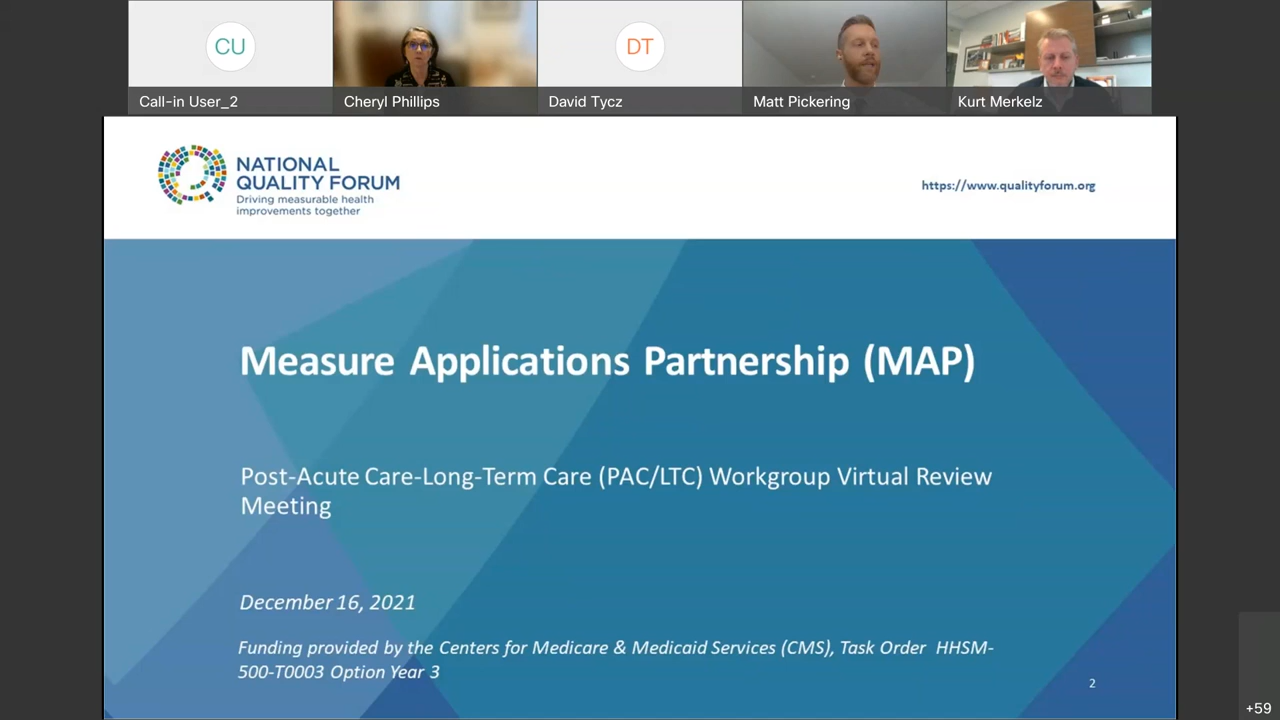 CU
DT
Call-in User_2
Cheryl Phillips
David Tycz
Matt Pickering
Kurt Merkelz
NATIONAL
QUALITY FORUM
Driving measurable health
improvements together
https://www.qualityforum.org
Measure Applications Partnership (MAP)
Post-Acute Care-Long-Term Care (PAC/LTC) Workgroup Virtual Review
Meeting
December 16, 2021
Funding provided by the Centers for Medicare & Medicaid Services (CMS), Task Order HHSM-
500-T0003 Option Year 3
2
+59